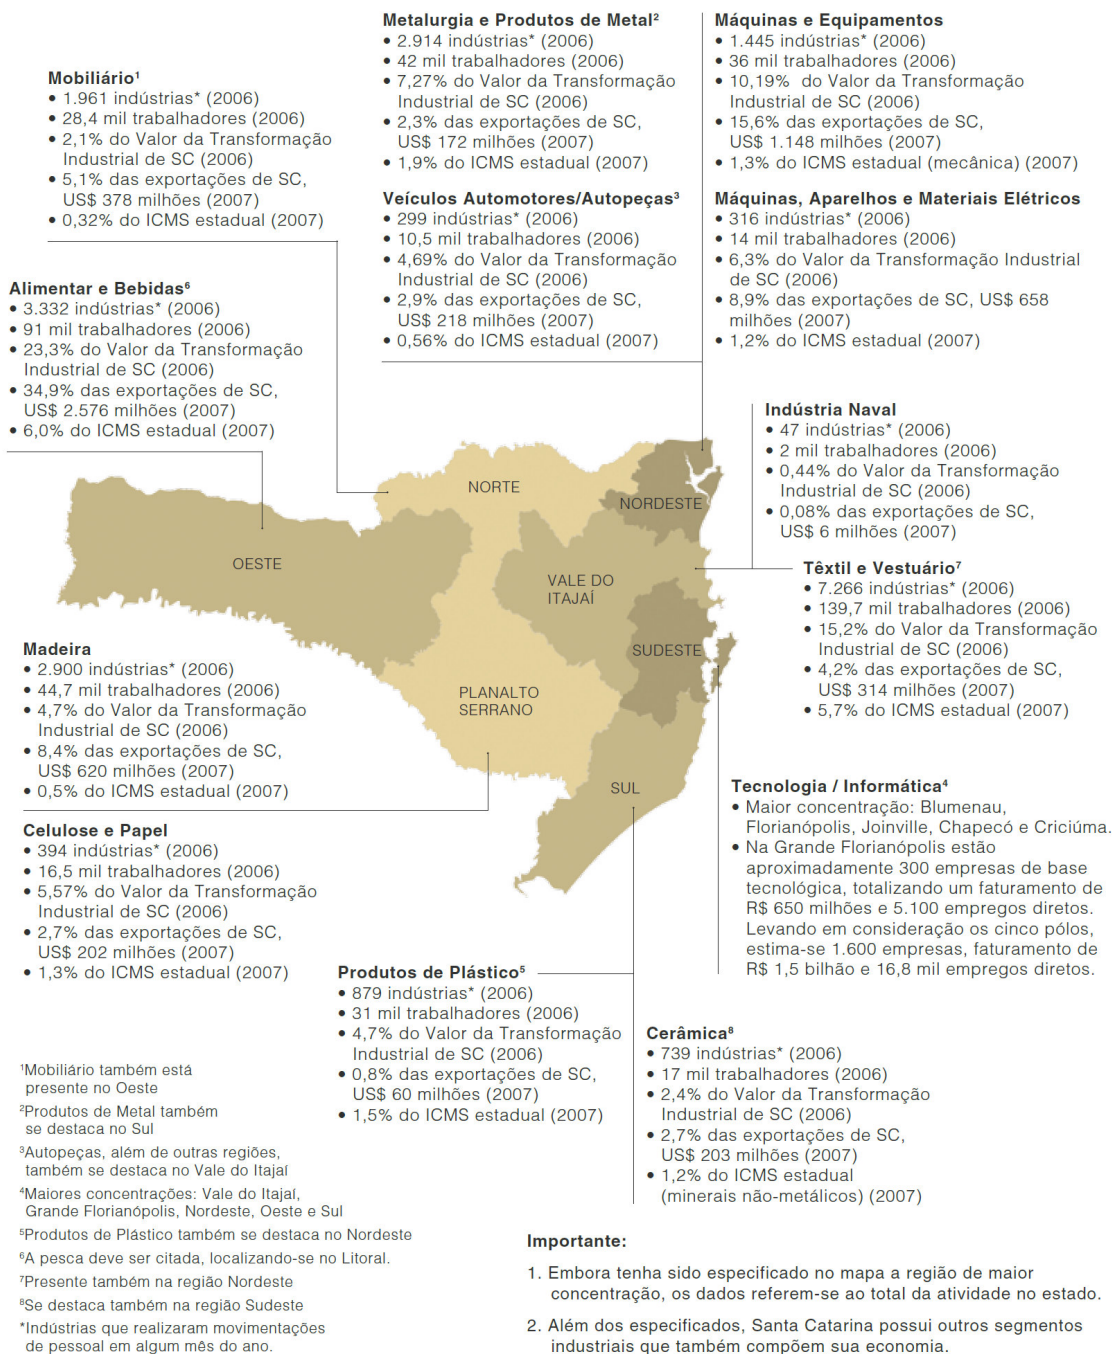 Metalurgia e Produtos de Metal²
• 2.914 indústrias* (2006)
• 42 mil trabalhadores (2006)
• 7,27% do Valor da Transformação
Industrial de SC (2006)
• 2,3% das exportações de SC,
US$ 172 milhões (2007)
• 1,9% do ICMS estadual (2007)
Máquinas e Equipamentos
• 1.445 indústrias* (2006)
• 36 mil trabalhadores (2006)
• 10,19% do Valor da Transformação
Industrial de SC (2006)
• 15,6% das exportações de SC,
US$ 1.148 milhões (2007)
• 1,3% do ICMS estadual (mecânica) (2007)
Mobiliário¹
• 1.961 indústrias* (2006)
• 28,4 mil trabalhadores (2006)
• 2,1% do Valor da Transformação
Industrial de SC (2006)
• 5,1% das exportações de SC,
US$ 378 milhões (2007)
• 0,32% do ICMS estadual (2007)
Veículos Automotores/Autopeças³
• 299 indústrias* (2006)
• 10,5 mil trabalhadores (2006)
• 4,69% do Valor da Transformação
Industrial de SC (2006)
• 2,9% das exportações de SC,
US$ 218 milhões (2007)
• 0,56% do ICMS estadual (2007)
Máquinas, Aparelhos e Materiais Elétricos
• 316 indústrias* (2006)
• 14 mil trabalhadores (2006)
• 6,3% do Valor da Transformação Industrial
de SC (2006)
• 8,9% das exportações de SC, US$ 658
milhões (2007)
• 1,2% do ICMS estadual (2007)
Alimentar e Bebidas⁶
• 3.332 indústrias* (2006)
• 91 mil trabalhadores (2006)
• 23,3% do Valor da Transformação
Industrial de SC (2006)
• 34,9% das exportações de SC,
US$ 2.576 milhões (2007)
• 6,0% do ICMS estadual (2007)
Indústria Naval
• 47 indústrias* (2006)
• 2 mil trabalhadores (2006)
• 0,44% do Valor da Transformação
Industrial de SC (2006)
• 0,08% das exportações de SC,
US$ 6 milhões (2007)
NORTE
NORDESTE
OESTE
VALE DO
ITAJAÍ
SUDESTE
PLANALTO
SERRANO
SUL
Têxtil e Vestuário⁷
• 7.266 indústrias* (2006)
• 139,7 mil trabalhadores (2006)
• 15,2% do Valor da Transformação
Industrial de SC (2006)
• 4,2% das exportações de SC,
US$ 314 milhões (2007)
• 5,7% do ICMS estadual (2007)
Madeira
• 2.900 indústrias* (2006)
• 44,7 mil trabalhadores (2006)
• 4,7% do Valor da Transformação
Industrial de SC (2006)
• 8,4% das exportações de SC,
US$ 620 milhões (2007)
• 0,5% do ICMS estadual (2007)
Tecnologia / Informática⁴
• Maior concentração: Blumenau,
Florianópolis, Joinville, Chapecó e Criciúma.
• Na Grande Florianópolis estão
aproximadamente 300 empresas de base
tecnológica, totalizando um faturamento de
R$ 650 milhões e 5.100 empregos diretos.
Levando em consideração os cinco pólos,
estima-se 1.600 empresas, faturamento de
R$ 1,5 bilhão e 16,8 mil empregos diretos.
Celulose e Papel
• 394 indústrias* (2006)
• 16,5 mil trabalhadores (2006)
• 5,57% do Valor da Transformação
Industrial de SC (2006)
• 2,7% das exportações de SC,
US$ 202 milhões (2007)
• 1,3% do ICMS estadual (2007)
Produtos de Plástico⁵
• 879 indústrias* (2006)
• 31 mil trabalhadores (2006)
• 4,7% do Valor da Transformação
Industrial de SC (2006)
• 0,8% das exportações de SC,
US$ 60 milhões (2007)
• 1,5% do ICMS estadual (2007)
Cerâmica⁸
• 739 indústrias* (2006)
• 17 mil trabalhadores (2006)
• 2,4% do Valor da Transformação
Industrial de SC (2006)
• 2,7% das exportações de SC,
US$ 203 milhões (2007)
• 1,2% do ICMS estadual
(minerais não-metálicos) (2007)
¹Mobiliário também está
presente no Oeste
²Produtos de Metal também
se destaca no Sul
³Autopeças, além de outras regiões,
também se destaca no Vale do Itajaí
⁴Maiores concentrações: Vale do Itajaí,
Grande Florianópolis, Nordeste, Oeste e Sul
⁵Produtos de Plástico também se destaca no Nordeste
⁶A pesca deve ser citada, localizando-se no Litoral.
⁷Presente também na região Nordeste
⁸Se destaca também na região Sudeste
*Indústrias que realizaram movimentações
de pessoal em algum mês do ano.
Importante:
1. Embora tenha sido especificado no mapa a região de maior
concentração, os dados referem-se ao total da atividade no estado.
2. Além dos especificados, Santa Catarina possui outros segmentos
industriais que também compõem sua economia.